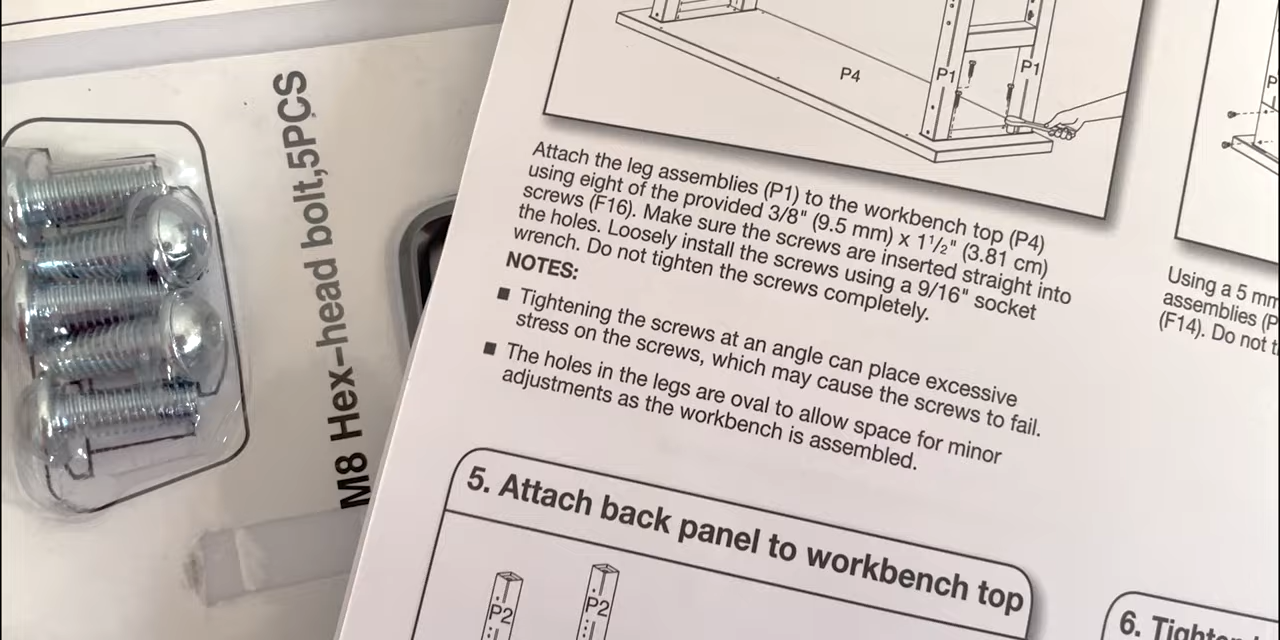 M8 Hex-head bolt,5PCS
P4
P1
P1
Attach the leg assemblies (P1) to the workbench top (P4)
using eight of the provided 3/8" (9.5 mm) x 1 1/2" (3.81 cm)
screws (F16). Make sure the screws are inserted straight into
the holes. Loosely install the screws using a 9/16" socket
wrench. Do not tighten the screws completely.
NOTES:
■ Tightening the screws at an angle can place excessive
stress on the screws, which may cause the screws to fail.
■ The holes in the legs are oval to allow space for minor
adjustments as the workbench is assembled.
5. Attach back panel to workbench top
P2
P2
P
Using a 5 mm
assemblies (P
(F14). Do not t
6. Tighten